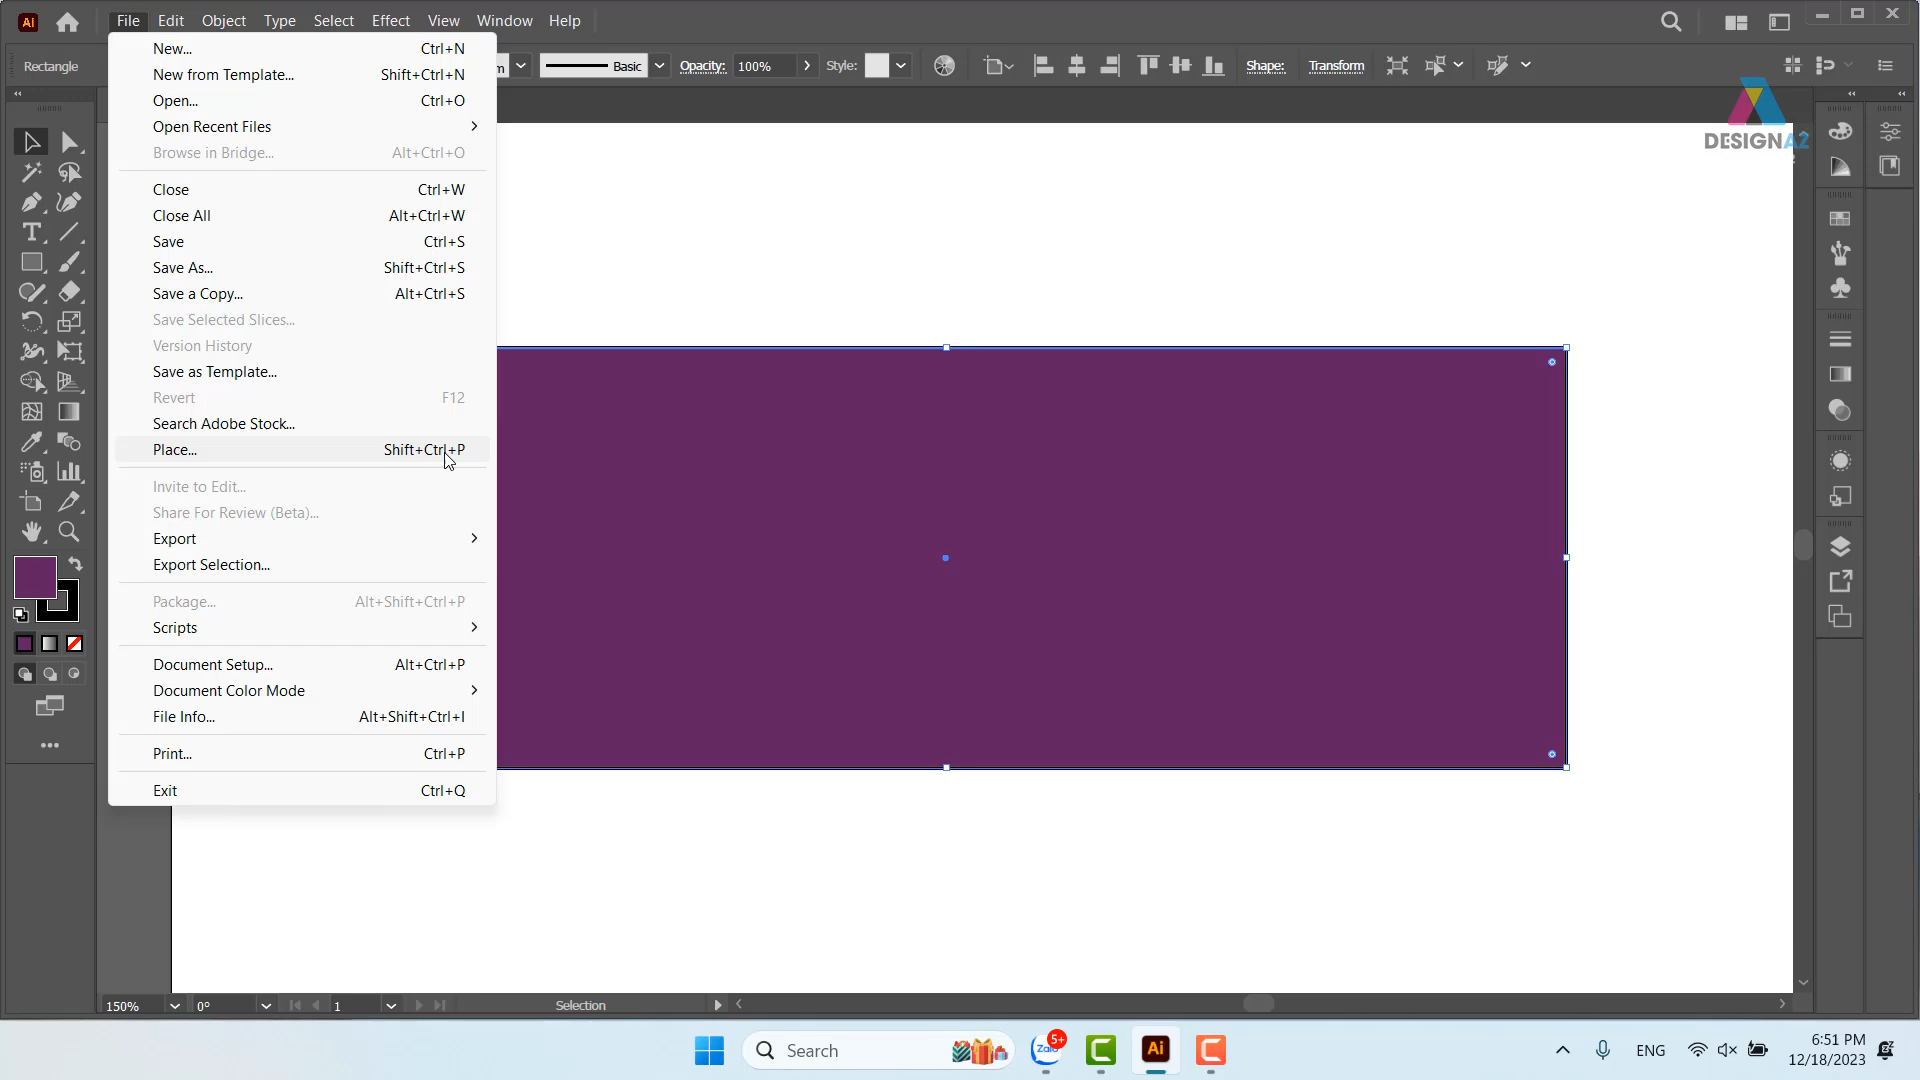 Ai File Edit Object Type Select Effect View Window Help
Rectangle
m
Basic Opacity: 100% Style: Shape: Transform
New... Ctrl+N
New from Template... Shift+Ctrl+N
Open... Ctrl+O
Open Recent Files
Browse in Bridge... Alt+Ctrl+O
Close Ctrl+W
Close All Alt+Ctrl+W
Save Ctrl+S
Save As... Shift+Ctrl+S
Save a Copy... Alt+Ctrl+S
Save Selected Slices...
Version History
Save as Template...
Revert F12
Search Adobe Stock...
Place... Shift+Ctrl+P
Invite to Edit...
Share For Review (Beta)...
Export
Export Selection...
Package... Alt+Shift+Ctrl+P
Scripts
Document Setup... Alt+Ctrl+P
Document Color Mode
File Info... Alt+Shift+Ctrl+I
Print... Ctrl+P
Exit Ctrl+Q
DESIGNAZ
150% 0° 1 Selection
Search Zalo 5+ Ai ENG
6:51 PM
12/18/2023